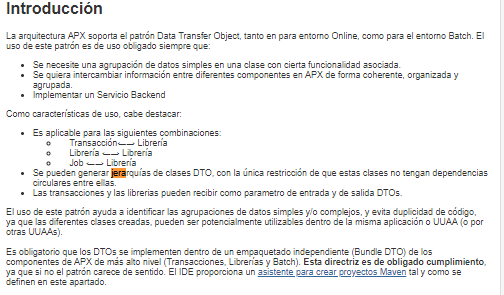 Introducción
La arquitectura APX soporta el patrón Data Transfer Object, tanto en para entorno Online, como para el entorno Batch. El
uso de este patrón es de uso obligado siempre que:
• Se necesite una agrupación de datos simples en una clase con cierta funcionalidad asociada.
• Se quiera intercambiar información entre diferentes componentes en APX de forma coherente, organizada y
agrupada.
• Implementar un Servicio Backend
Como características de uso, cabe destacar:
• Es aplicable para las siguientes combinaciones:
○ Transacción<—>Librería
○ Librería <—> Librería
○ Job <—> Librería
• Se pueden generar jerarquías de clases DTO, con la única restricción de que estas clases no tengan dependencias
circulares entre ellas.
• Las transacciones y las librerias pueden recibir como parametro de entrada y de salida DTOs.
El uso de este patrón ayuda a identificar las agrupaciones de datos simples y/o complejos, y evita duplicidad de código,
ya que las diferentes clases creadas, pueden ser potencialmente utilizables dentro de la misma aplicación o UUAA (o por
otras UUAAs).
Es obligatorio que los DTOs se implementen dentro de un empaquetado independiente (Bundle DTO) de los
componentes de APX de más alto nivel (Transacciones, Librerías y Batch). Esta directriz es de obligado cumplimiento,
ya que si no el patrón carece de sentido. El IDE proporciona un asistente para crear proyectos Maven tal y como se
definen en este apartado.